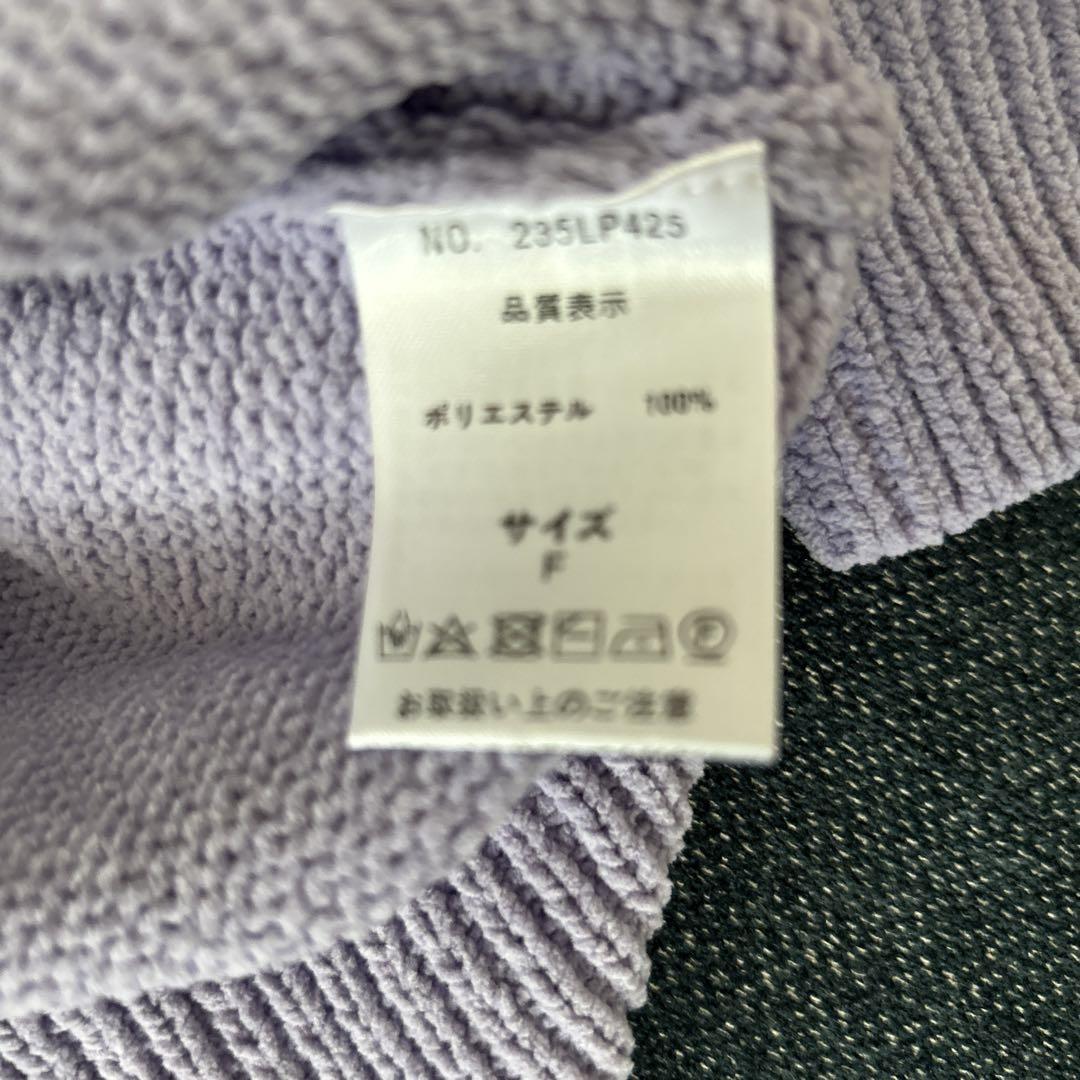 NO. 235LP425
品質表示
ポリエステル 100%
サイズ
F
お取扱い上のご注意